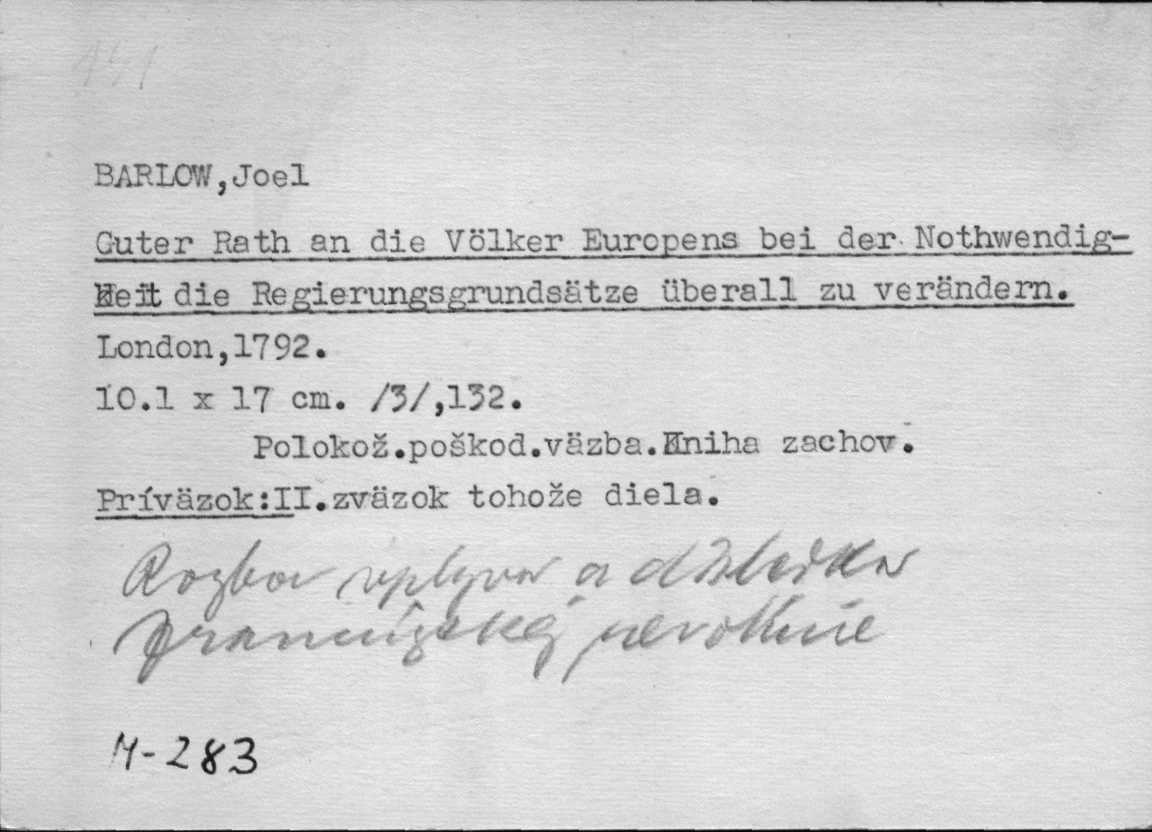 141
BARLOW,Joel
Guter Rath an die Völker Europens bei der Nothwendig-
keit die Regierungsgrundsätze überall zu verändern.
London,1792.
10.1 x 17 cm. /3/,132.
Polokož.poškod.väzba.Kniha zachov.
Príväzok:II.zväzok tohože diela.
Rozbor vplyvov a dôsledkov
francúzskej revolúcie
M-283